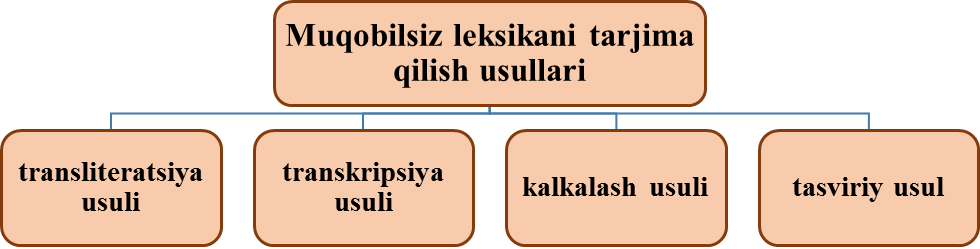 Muqobilsiz leksikani tarjima
qilish usullari
transliteratsiya
usuli
transkripsiya
usuli
kalkalash usuli
tasviriy usul